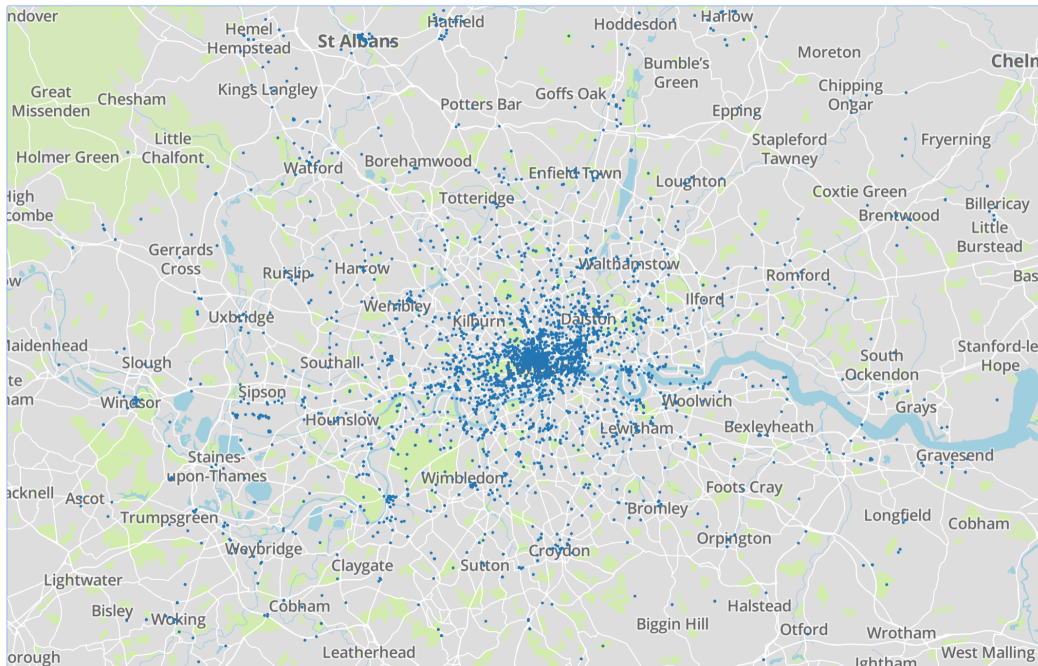 ndover
Hemel
Hempstead
St Albans
Hatfield
Hoddesdon
Harlow
Moreton
Chelm
Great
Missenden
Chesham
Kings Langley
Potters Bar
Goffs Oak
Bumble's
Green
Epping
Chipping
Ongar
Holmer Green
Little
Chalfont
Watford
Borehamwood
Enfield Town
Loughton
Stapleford
Tawney
Fryerning
High
combe
Totteridge
Coxtie Green
Brentwood
Billericay
Little
Burstead
Gerrards
Cross
Ruislip
Harrow
Walthamstow
Romford
Bas
ow
Uxbridge
Wembley
Kilburn
Dalston
Ilford
Maidenhead
Slough
Southall
South
Ockendon
Stanford-le
Hope
ite
ham
Windsor
Sipson
Hounslow
Lewisham
Woolwich
Bexleyheath
Grays
Staines-
upon-Thames
Wimbledon
Gravesend
acknell
Ascot
Trumpsgreen
Bromley
Foots Cray
Longfield
Cobham
Weybridge
Claygate
Sutton
Croydon
Orpington
Lightwater
Bisley
Woking
Cobham
Leatherhead
Biggin Hill
Halstead
Otford
Wrotham
West Malling
orough
Ightham